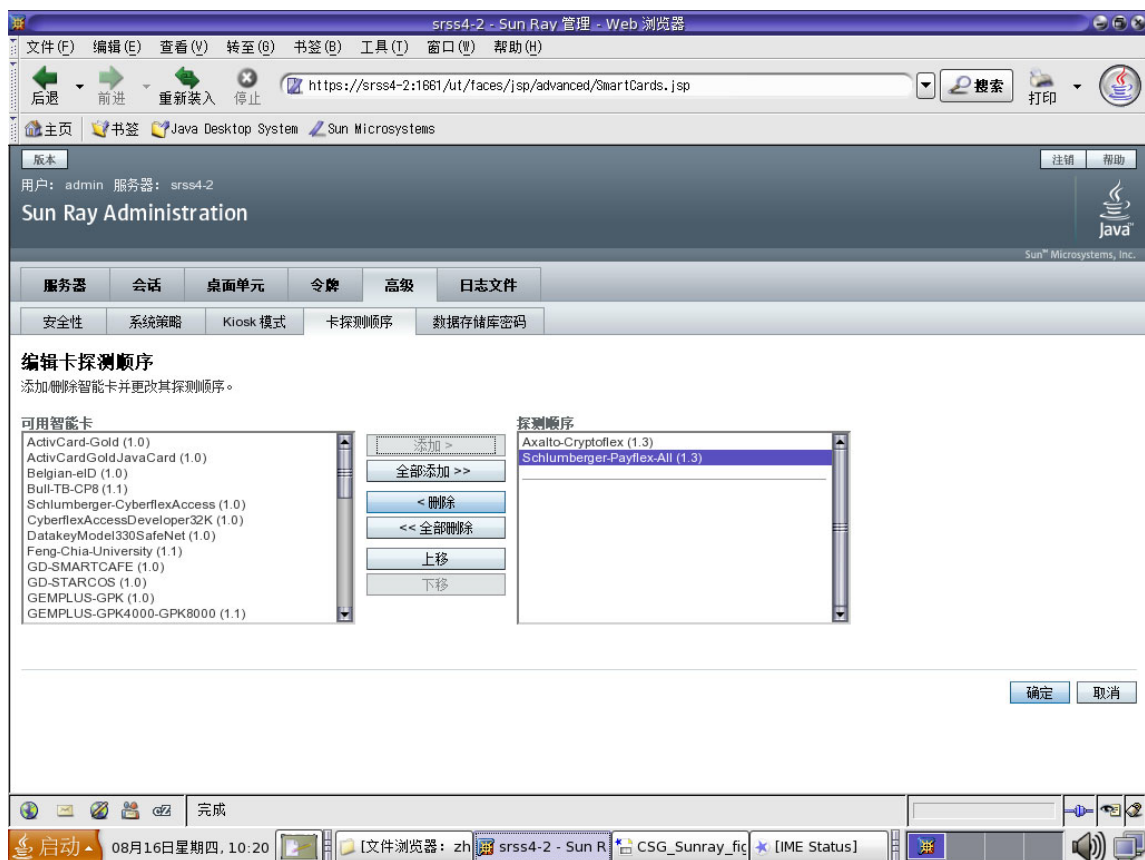 srss4-2 - Sun Ray 管理 - Web 浏览器
文件(F) 编辑(E) 查看(V) 转至(G) 书签(B) 工具(T) 窗口(W) 帮助(H)
后退 前进 重新装入 停止 https://srss4-2:1661/ut/faces/jsp/advanced/SmartCards.jsp 搜索 打印
主页 书签 Java Desktop System Sun Microsystems
版本 注销 帮助
用户: admin 服务器: srss4-2
Sun Ray Administration
Java™
Sun™ Microsystems, Inc.
服务器 会话 桌面单元 令牌 高级 日志文件
安全性 系统策略 Kiosk 模式 卡探测顺序 数据存储库密码
编辑卡探测顺序
添加/删除智能卡并更改其探测顺序。
可用智能卡
ActivCard-Gold (1.0)
ActivCardGoldJavaCard (1.0)
Belgian-eID (1.0)
Bull-TB-CP8 (1.1)
Schlumberger-CyberflexAccess (1.0)
CyberflexAccessDeveloper32K (1.0)
DatakeyModel330SafeNet (1.0)
Feng-Chia-University (1.1)
GD-SMARTCAFE (1.0)
GD-STARCOS (1.0)
GEMPLUS-GPK (1.0)
GEMPLUS-GPK4000-GPK8000 (1.1)
添加 >
全部添加 >>
< 删除
<< 全部删除
上移
下移
探测顺序
Axalto-Cryptoflex (1.3)
Schlumberger-Payflex-All (1.3)
确定 取消
完成
启动 08月16日星期四, 10:20 [文件浏览器: zh srss4-2 - Sun R CSG_Sunray_fig [IME Status]